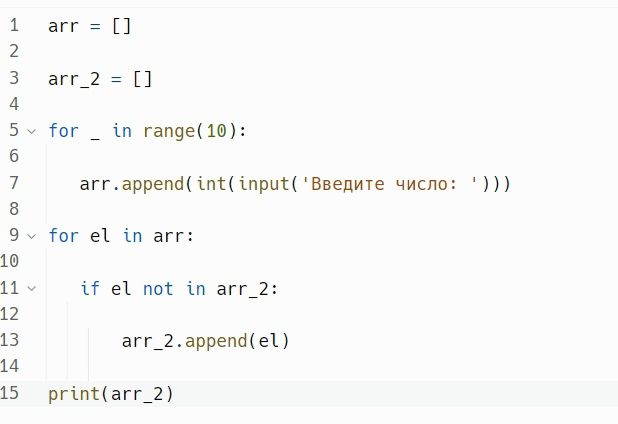 1 arr = []
2
3 arr_2 = []
4
5 for _ in range(10):
6
7 arr.append(int(input('Введите число: ')))
8
9 for el in arr:
10
11 if el not in arr_2:
12
13 arr_2.append(el)
14
15 print(arr_2)